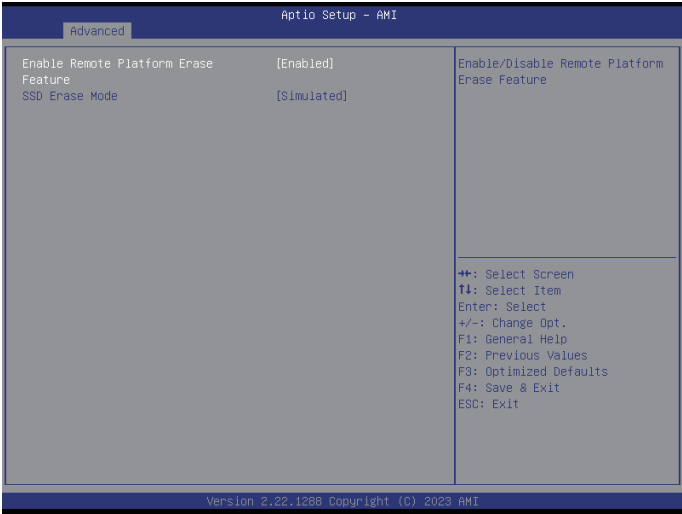 Aptio Setup – AMI
Advanced
Enable Remote Platform Erase [Enabled]
Feature
SSD Erase Mode [Simulated]
Enable/Disable Remote Platform
Erase Feature
→←: Select Screen
↑↓: Select Item
Enter: Select
+/-: Change Opt.
F1: General Help
F2: Previous Values
F3: Optimized Defaults
F4: Save & Exit
ESC: Exit
Version 2.22.1288 Copyright (C) 2023 AMI